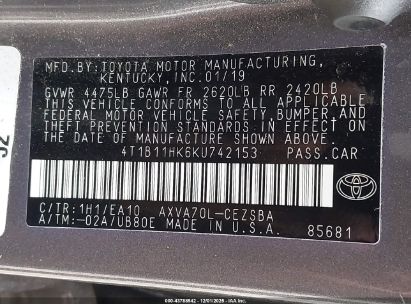 MFD. BY: TOYOTA MOTOR MANUFACTURING,
KENTUCKY, INC. 01/19
GVWR 4475LB GAWR FR 2620LB RR 2420LB
THIS VEHICLE CONFORMS TO ALL APPLICABLE
FEDERAL MOTOR VEHICLE SAFETY, BUMPER, AND
THEFT PREVENTION STANDARDS IN EFFECT ON
THE DATE OF MANUFACTURE SHOWN ABOVE.
4T1B11HK6KU742153 PASS. CAR
C/TR: 1H1/EA10 AXVA70L-CEZSBA
A/TM: -02A/UB80E MADE IN U.S.A. 85681
TOYOTA